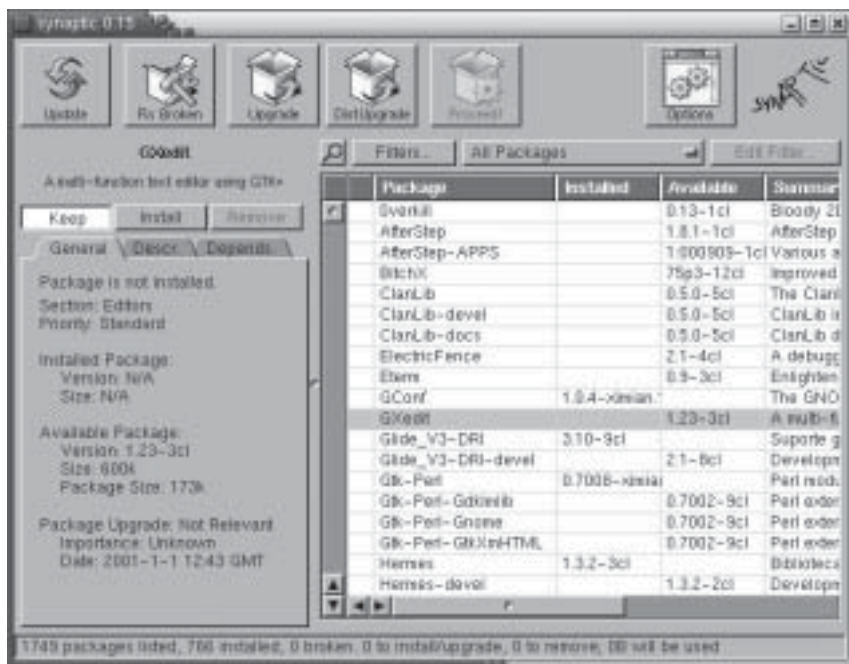 synaptic 0.15
Update
Fix Broken
Upgrade
DistUpgrade
Proceed!
Options
GXedit
A multi-function text editor using GTK+
Keep
Install
Remove
General
Descr.
Depends
Package is not installed.
Section: Editors
Priority: Standard
Installed Package:
Version: N/A
Size: N/A
Available Package:
Version: 1.23-3cl
Size: 600k
Package Size: 173k
Package Upgrade: Not Relevant
Importance: Unknown
Date: 2001-1-1 12:43 GMT
Filters...
All Packages
Edit Filter...
Package Installed Available Summar
0verkill 0.13-1cl Bloody 2
AfterStep 1.8.1-1cl AfterStep
AfterStep-APPS 1:000909-1cl Various a
BitchX 75p3-12cl Improved
ClanLib 0.5.0-5cl The Clanl
ClanLib-devel 0.5.0-5cl ClanLib
ClanLib-docs 0.5.0-5cl ClanLib d
ElectricFence 2.1-4cl A debugg
Eterm 0.9-3cl Enlighten
GConf 1.0.4-ximian. The GNO
GXedit 1.23-3cl A multi-f
Glide_V3-DRI 3.10-9cl Suporte g
Glide_V3-DRI-devel 2.1-8cl Developm
Gtk-Perl 0.7008-ximia Perl modu
Gtk-Perl-GdkImlib 0.7002-9cl Perl exter
Gtk-Perl-Gnome 0.7002-9cl Perl exter
Gtk-Perl-GtkXmHTML 0.7002-9cl Perl exter
Hermes 1.3.2-3cl Biblioteca
Hermes-devel 1.3.2-2cl Developm
1749 packages listed, 766 installed, 0 broken. 0 to install/upgrade, 0 to remove; 0B will be used